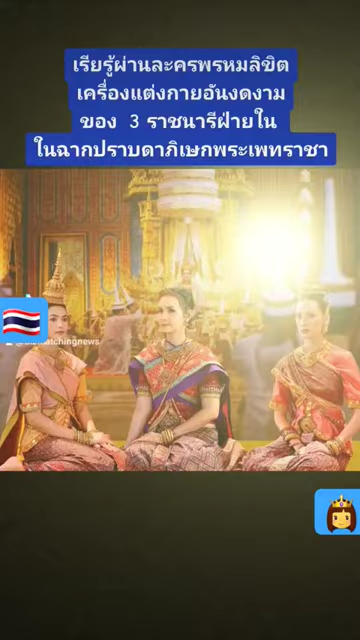 เรียรู้ผ่านละครพรหมลิขิต
เครื่องแต่งกายอันงดงาม
ของ 3 ราชนารีฝ่ายใน
ในฉากปราบดาภิเษกพระเพทราชา